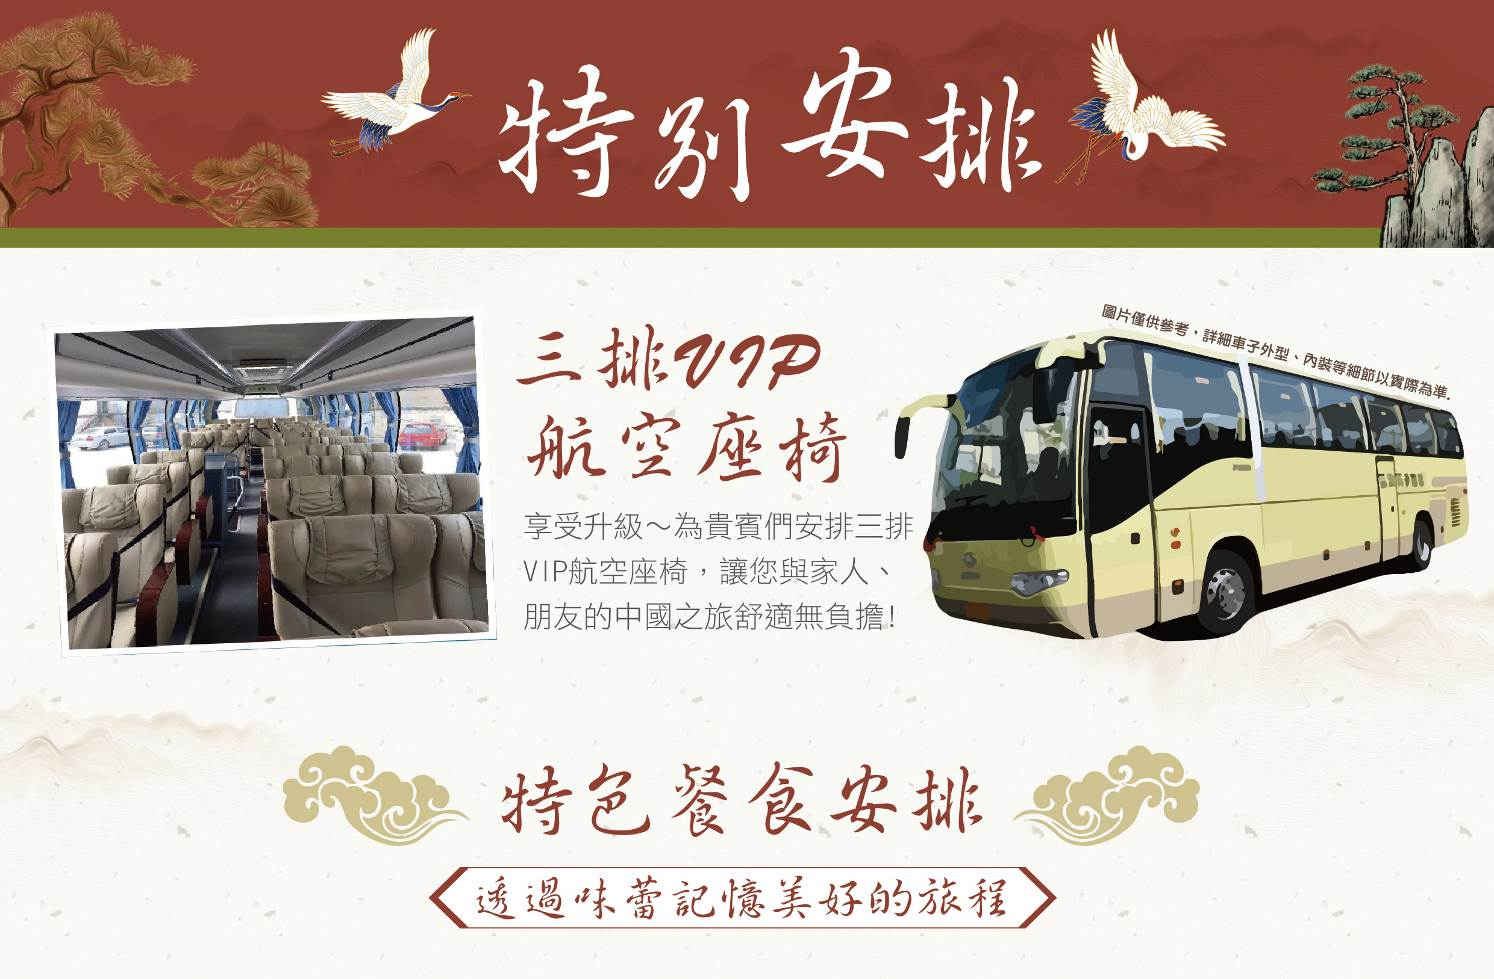 特別安排
三排VIP
航空座椅
享受升級～為貴賓們安排三排
VIP航空座椅，讓您與家人、
朋友的中國之旅舒適無負擔!
圖片僅供參考，詳細車子外型、內裝等細節以實際為準.
特色餐食安排
透過味蕾記憶美好的旅程